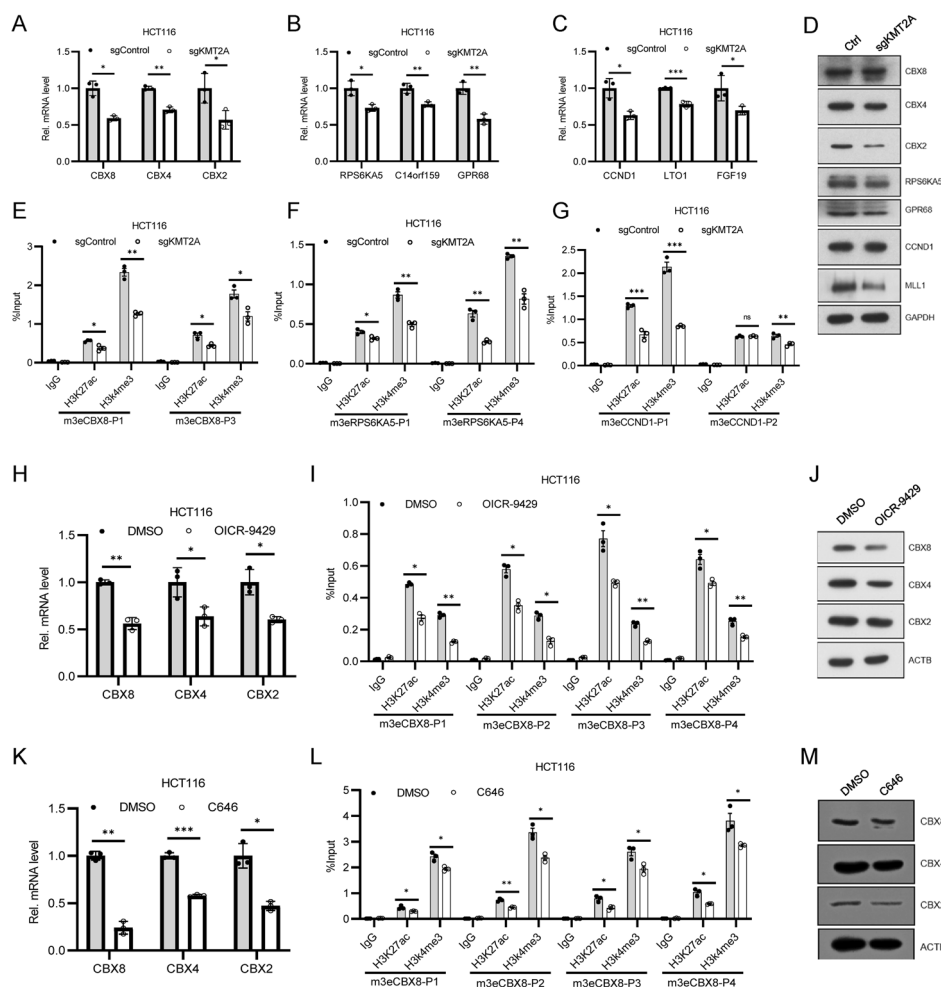 A
HCT116
sgControl sgKMT2A
Rel. mRNA level
1.5
1.0
0.5
0.0
* ** *
CBX8 CBX4 CBX2
B
HCT116
sgControl sgKMT2A
Rel. mRNA level
1.5
1.0
0.5
0.0
* ** **
RPS6KA5 C14orf159 GPR68
C
HCT116
sgControl sgKMT2A
Rel. mRNA level
1.5
1.0
0.5
0.0
* *** *
CCND1 LTO1 FGF19
D
Ctrl sgKMT2A
CBX8
CBX4
CBX2
RPS6KA5
GPR68
CCND1
MLL1
GAPDH
E
HCT116
sgControl sgKMT2A
%Input
3
2
1
0
* ** * *
IgG H3K27ac H3k4me3 IgG H3K27ac H3k4me3
m3eCBX8-P1 m3eCBX8-P3
F
HCT116
sgControl sgKMT2A
%Input
1.5
1.0
0.5
0.0
* ** ** **
IgG H3K27ac H3k4me3 IgG H3K27ac H3k4me3
m3eRPS6KA5-P1 m3eRPS6KA5-P4
G
HCT116
sgControl sgKMT2A
%Input
2.5
2.0
1.5
1.0
0.5
0.0
*** *** ns **
IgG H3K27ac H3k4me3 IgG H3K27ac H3k4me3
m3eCCND1-P1 m3eCCND1-P2
H
HCT116
DMSO OICR-9429
Rel. mRNA level
1.5
1.0
0.5
0.0
** * *
CBX8 CBX4 CBX2
I
HCT116
DMSO OICR-9429
%Input
1.0
0.8
0.6
0.4
0.2
0.0
* ** * * * ** * **
IgG H3K27ac H3k4me3 IgG H3K27ac H3k4me3 IgG H3K27ac H3k4me3 IgG H3K27ac H3k4me3
m3eCBX8-P1 m3eCBX8-P2 m3eCBX8-P3 m3eCBX8-P4
J
DMSO OICR-9429
CBX8
CBX4
CBX2
ACTB
K
HCT116
DMSO C646
Rel. mRNA level
1.5
1.0
0.5
0.0
** *** *
CBX8 CBX4 CBX2
L
HCT116
DMSO C646
%Input
5
4
3
2
1
0
* * ** * * * * *
IgG H3K27ac H3k4me3 IgG H3K27ac H3k4me3 IgG H3K27ac H3k4me3 IgG H3K27ac H3k4me3
m3eCBX8-P1 m3eCBX8-P2 m3eCBX8-P3 m3eCBX8-P4
M
DMSO C646